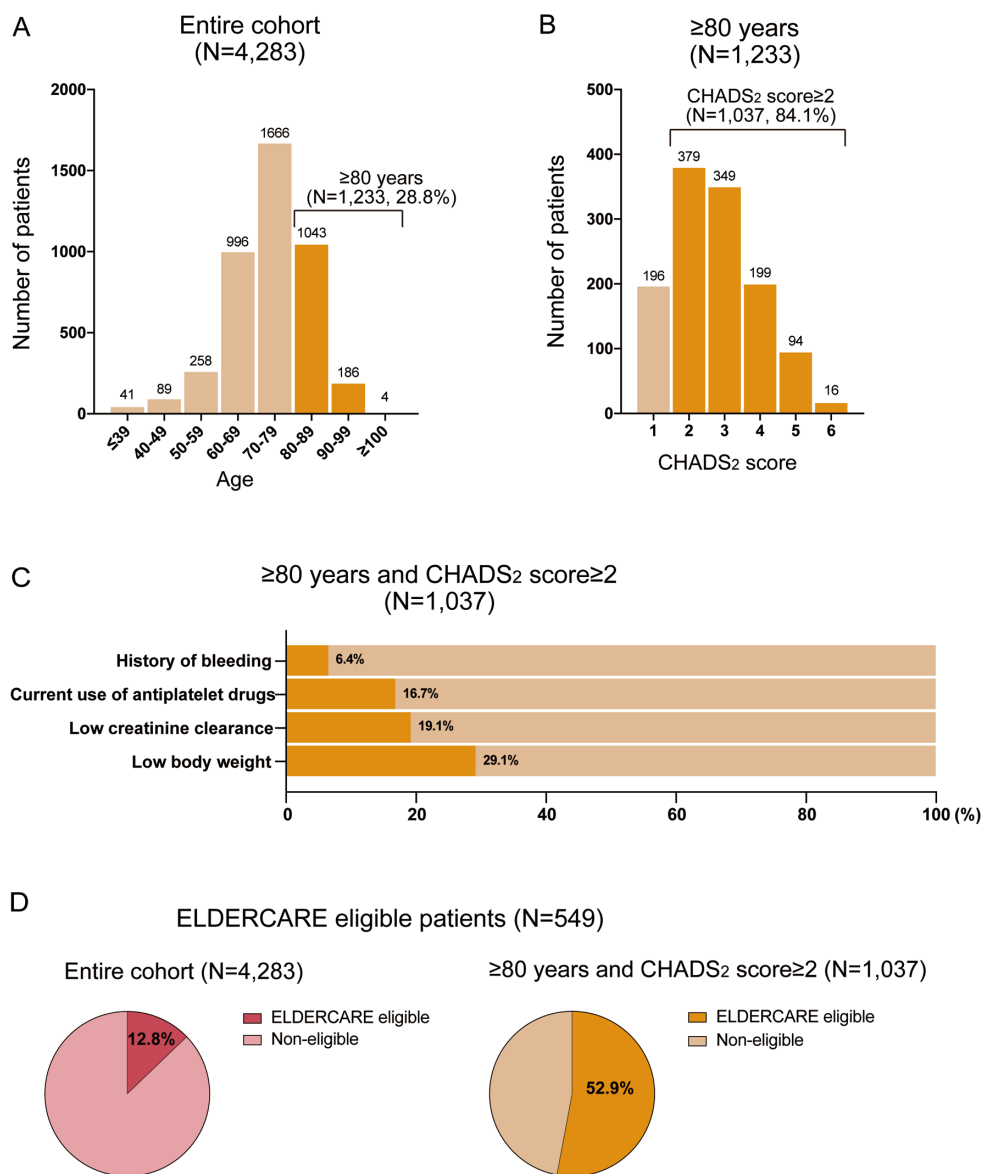 A
Entire cohort
(N=4,283)
Number of patients
2000
1500
1000
500
0
41
89
258
996
1666
1043
186
4
≥80 years
(N=1,233, 28.8%)
≤39
40-49
50-59
60-69
70-79
80-89
90-99
≥100
Age
B
≥80 years
(N=1,233)
Number of patients
500
400
300
200
100
0
CHADS₂ score≥2
(N=1,037, 84.1%)
196
379
349
199
94
16
1 2 3 4 5 6
CHADS₂ score
C
≥80 years and CHADS₂ score≥2
(N=1,037)
History of bleeding 6.4%
Current use of antiplatelet drugs 16.7%
Low creatinine clearance 19.1%
Low body weight 29.1%
0 20 40 60 80 100 (%)
D
ELDERCARE eligible patients (N=549)
Entire cohort (N=4,283)
12.8%
ELDERCARE eligible
Non-eligible
≥80 years and CHADS₂ score≥2 (N=1,037)
52.9%
ELDERCARE eligible
Non-eligible